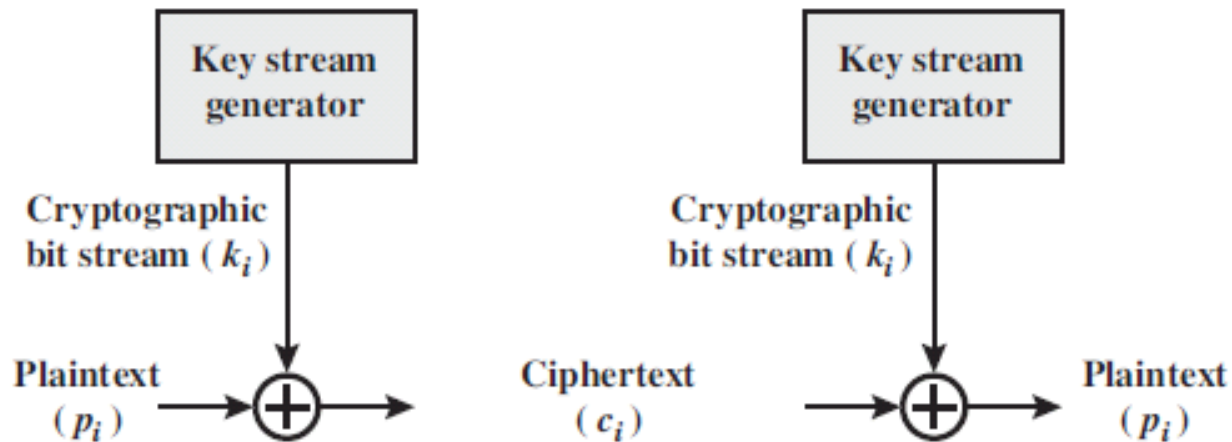 Key stream
generator
Key stream
generator
Cryptographic
bit stream ( k_i )
Cryptographic
bit stream ( k_i )
Plaintext
( p_i )
Ciphertext
( c_i )
Plaintext
( p_i )